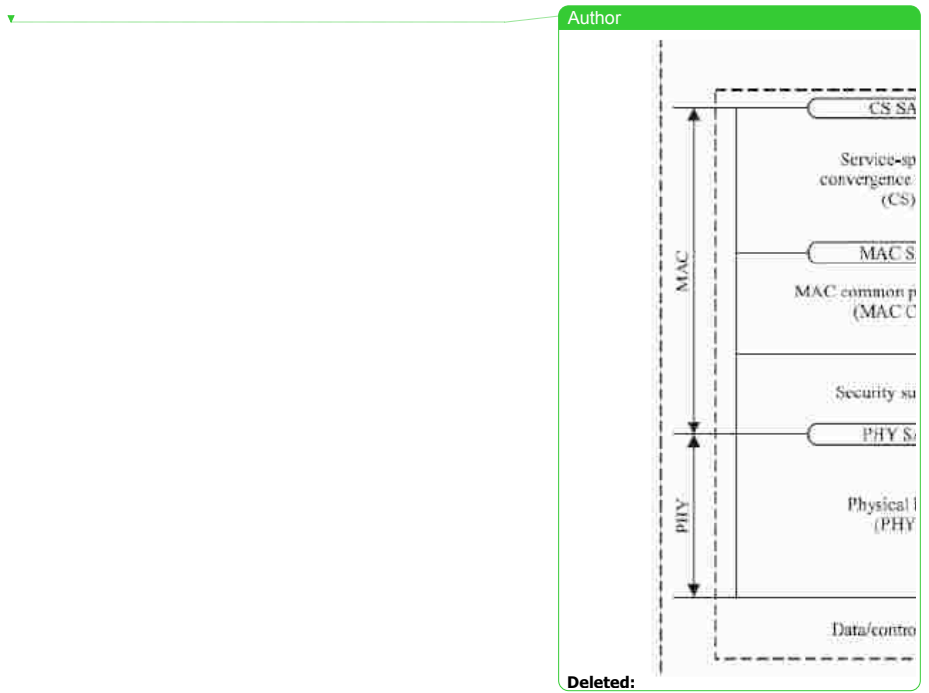 Author
CS SA
Service-sp
convergence
(CS)
MAC
MAC S
MAC common p
(MAC C
Security su
PHY SA
PHY
Physical l
(PHY
Data/contro
Deleted: